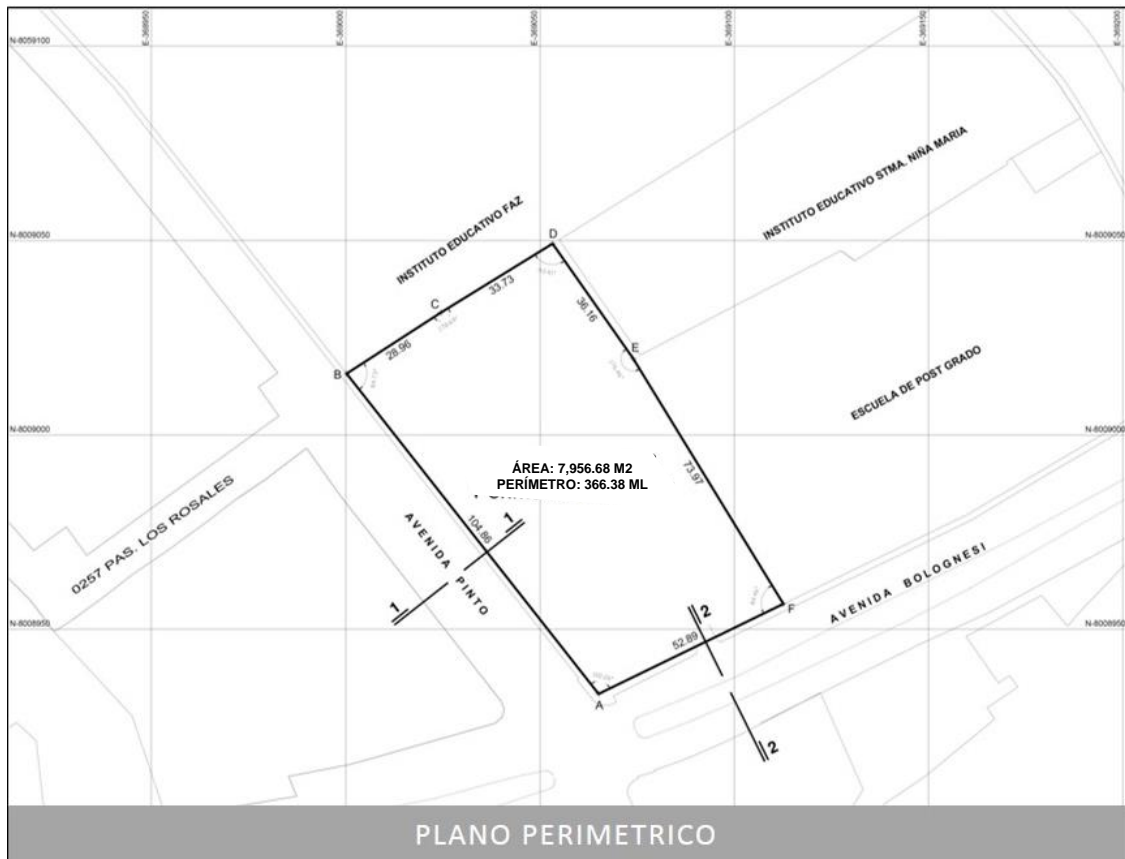 E-368950
E-369000
E-369050
E-369100
E-369150
E-369200
N-8059100
INSTITUTO EDUCATIVO STMA. NIÑA MARIA
INSTITUTO EDUCATIVO FAZ
N-8009050
N-8009050
D
33.73
C
36.16
28.96
E
B
ESCUELA DE POST GRADO
N-8009000
N-8009000
ÁREA: 7,956.68 M2
PERÍMETRO: 366.38 ML
73.97
0257 PAS. LOS ROSALES
104.86
AVENIDA PINTO
1
1
AVENIDA BOLOGNESI
F
2
N-8008950
N-8008950
52.89
A
2
PLANO PERIMETRICO